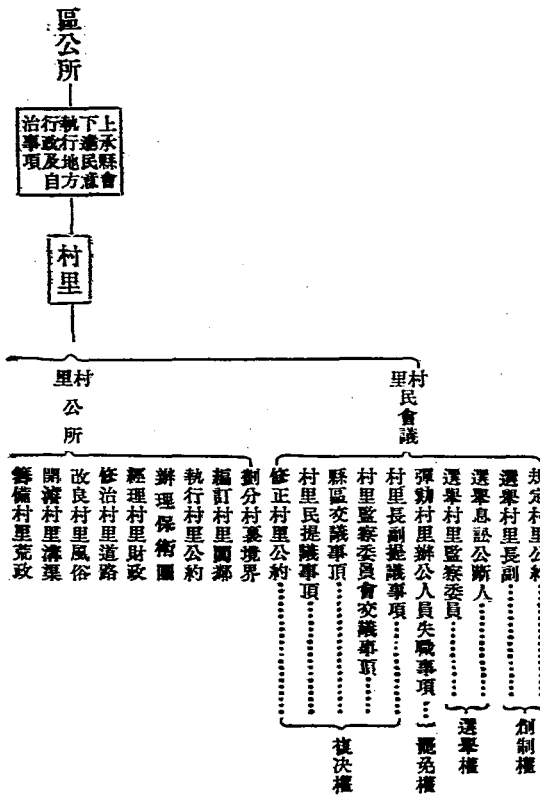 區公所
上承縣會
下達民意
執行地方
行政及自
治事項
村里
村里民會議
規定村里公約
選舉村里長副
創制權
選舉息訟公斷人
選舉村里監察委員
選舉權
彈劾村里辦公人員失職事項
罷免權
村里長副提議事項
村里監察委員會交議事項
縣區交議事項
村里民提議事項
修正村里公約
複決權
村里公所
劃分村裏境界
編訂村里閭鄰
執行村里公約
辦理保衛團
經理村里財政
修治村里道路
改良村里風俗
開濬村里溝渠
籌備村里荒政